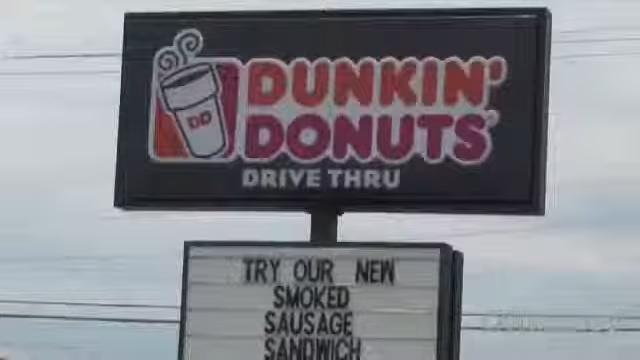 DUNKIN'
DONUTS
DD
DRIVE THRU
TRY OUR NEW
SMOKED
SAUSAGE
SANDWICH